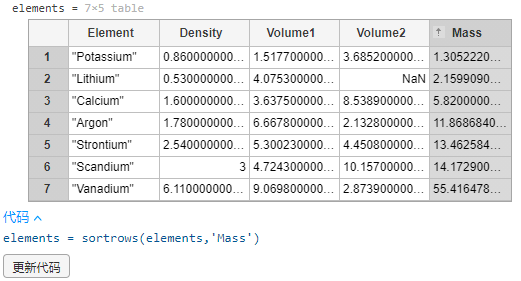 elements = 7×5 table
Element Density Volume1 Volume2 Mass
1 "Potassium" 0.860000000... 1.517700000... 3.685200000... 1.3052220...
2 "Lithium" 0.530000000... 4.075300000... NaN 2.1599090...
3 "Calcium" 1.600000000... 3.637500000... 8.538900000... 5.8200000...
4 "Argon" 1.780000000... 6.667800000... 2.132800000... 11.8686840...
5 "Strontium" 2.540000000... 5.300230000... 4.450800000... 13.462584...
6 "Scandium" 3 4.724300000... 10.15700000... 14.172900...
7 "Vanadium" 6.110000000... 9.069800000... 2.873900000... 55.416478...
代码
elements = sortrows(elements,'Mass')
更新代码